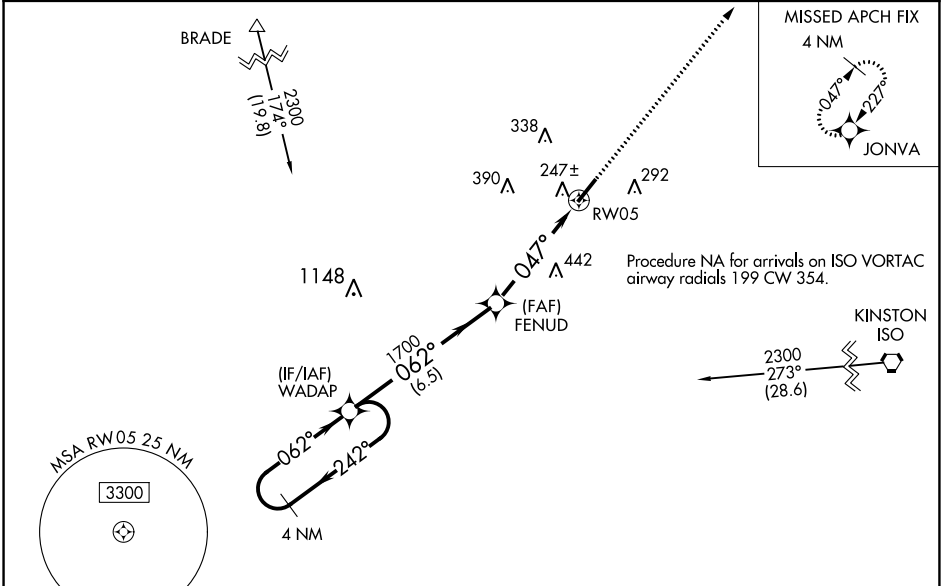 MISSED APCH FIX
4 NM
047°
227°
JONVA
BRADE
2300
174°
(19.8)
338
390
247±
292
RW05
047°
442
1148
Procedure NA for arrivals on ISO VORTAC
airway radials 199 CW 354.
(FAF)
FENUD
KINSTON
ISO
2300
273°
(28.6)
1700
062°
(6.5)
(IF/IAF)
WADAP
062°
242°
4 NM
MSA RW05 25 NM
3300